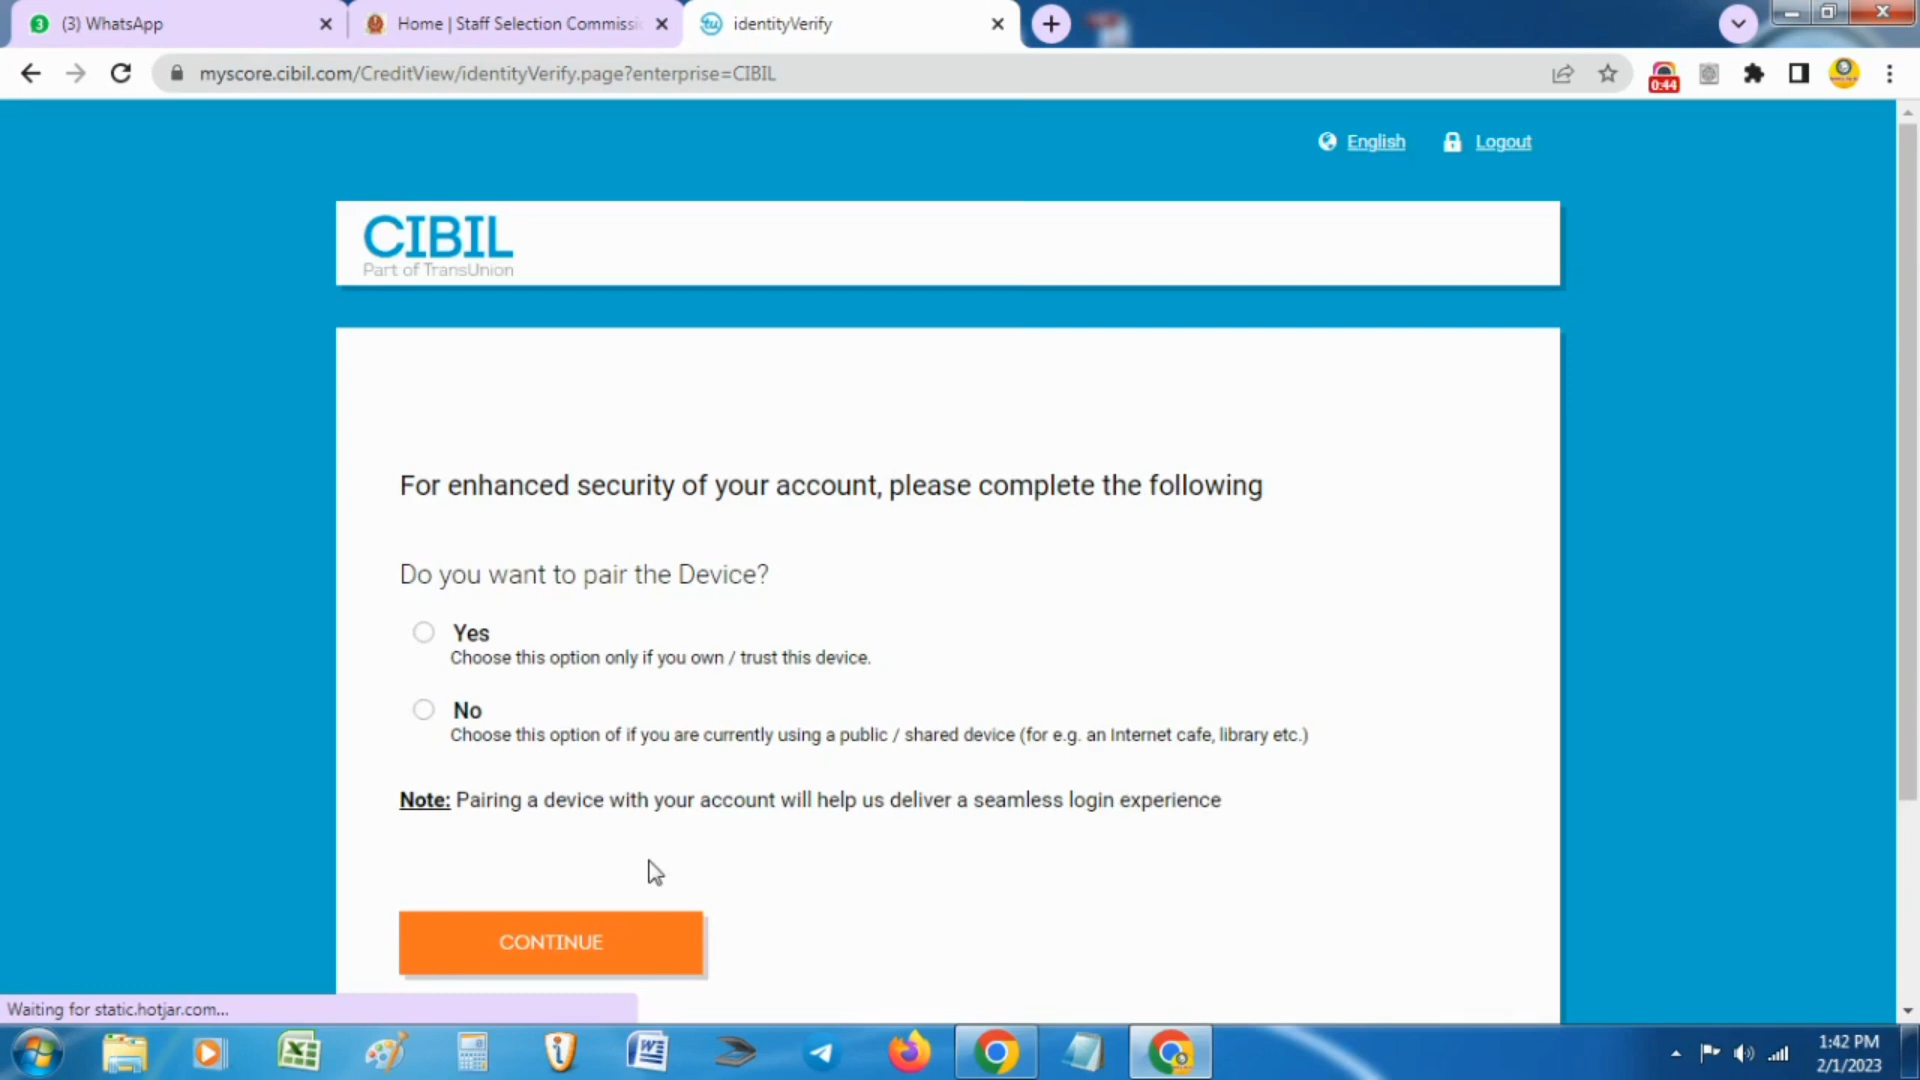 (3) WhatsApp
Home | Staff Selection Commissi
identityVerify
myscore.cibil.com/CreditView/identityVerify.page?enterprise=CIBIL
0:44
English
Logout
CIBIL
Part of TransUnion
For enhanced security of your account, please complete the following
Do you want to pair the Device?
Yes
Choose this option only if you own / trust this device.
No
Choose this option of if you are currently using a public / shared device (for e.g. an Internet cafe, library etc.)
Note: Pairing a device with your account will help us deliver a seamless login experience
CONTINUE
Waiting for static.hotjar.com...
1:42 PM
2/1/2023